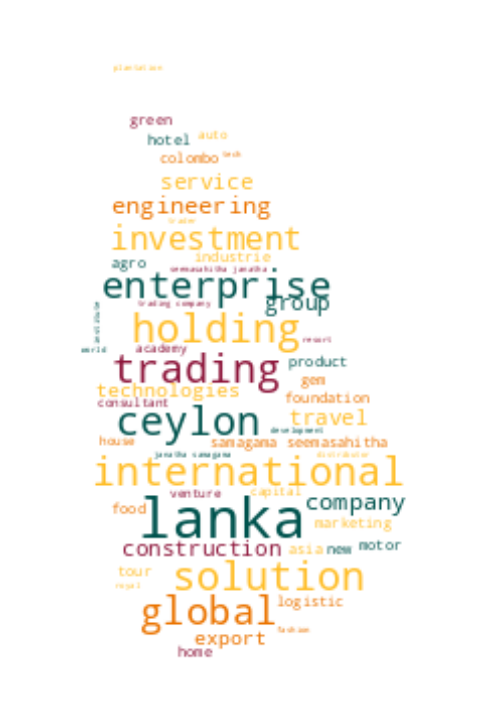 plantation
green
hotel auto
colombo tech
service
engineering
trader
investment
industrie
agro seemasahitha janatha
enterprise
group
trading company
institute
holding
resort
world academy
trading product
gem
technologies
foundation
consultant
ceylon travel
development
house samagama seemasahitha
janatha samagama distributor
international
venture capital
lanka company
food
marketing
construction asia new motor
tour solution
royal
global logistic
fashion
export
home